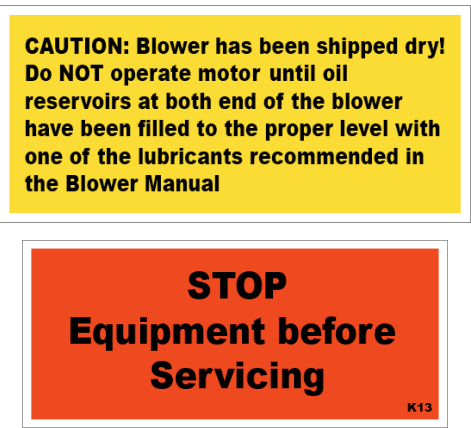 CAUTION: Blower has been shipped dry!
Do NOT operate motor until oil
reservoirs at both end of the blower
have been filled to the proper level with
one of the lubricants recommended in
the Blower Manual
STOP
Equipment before
Servicing
K13